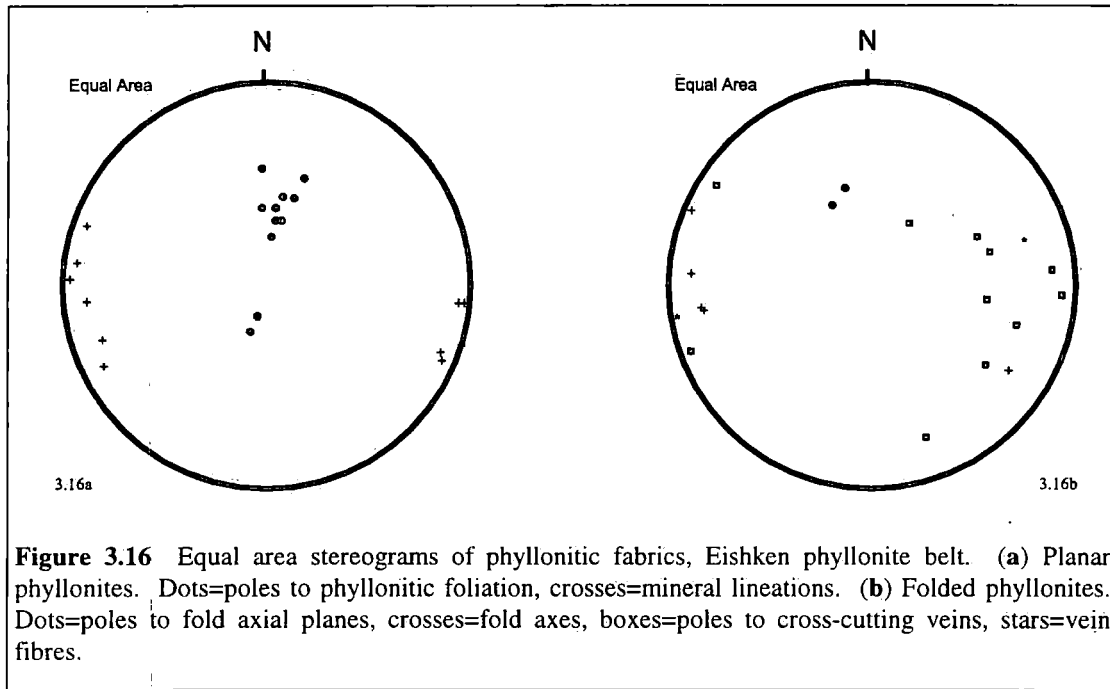 N
Equal Area
3.16a
N
Equal Area
3.16b
Figure 3.16 Equal area stereograms of phyllonitic fabrics, Eishken phyllonite belt. (a) Planar
phyllonites. Dots=poles to phyllonitic foliation, crosses=mineral lineations. (b) Folded phyllonites.
Dots=poles to fold axial planes, crosses=fold axes, boxes=poles to cross-cutting veins, stars=vein
fibres.